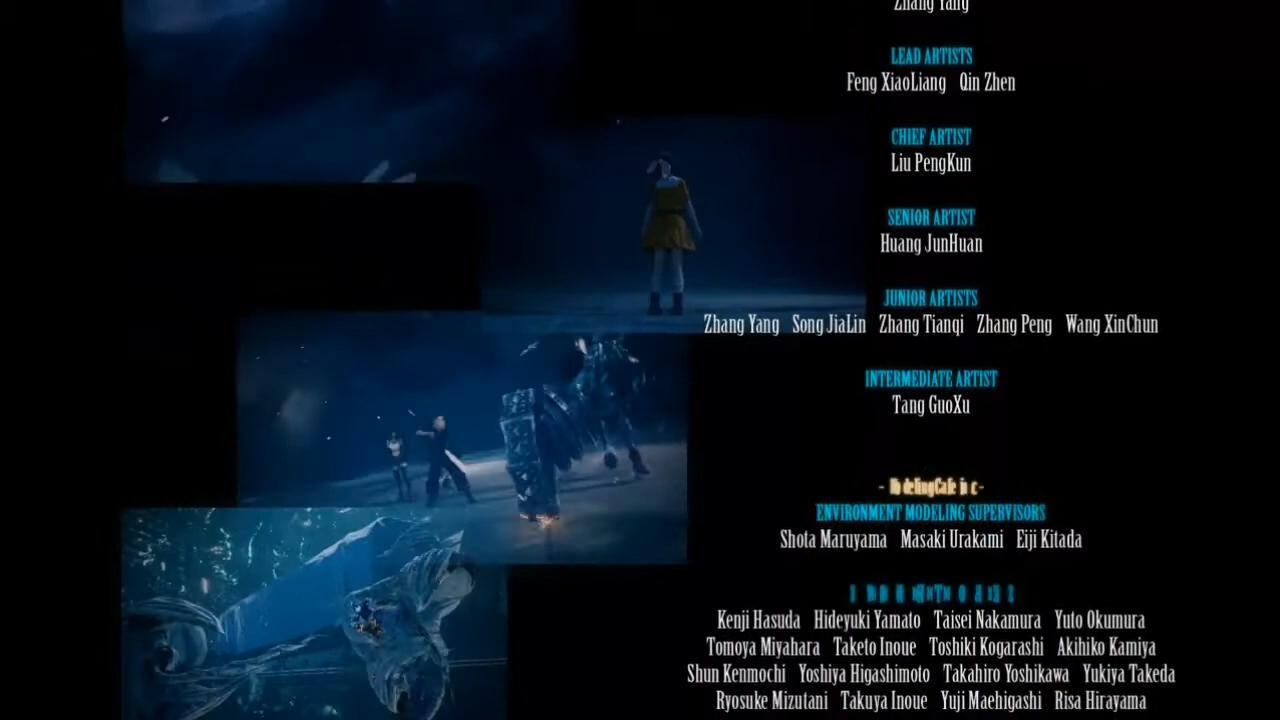 Zhang Yang
LEAD ARTISTS
Feng XiaoLiang Qin Zhen
CHIEF ARTIST
Liu PengKun
SENIOR ARTIST
Huang JunHuan
JUNIOR ARTISTS
Zhang Yang Song JiaLin Zhang Tianqi Zhang Peng Wang XinChun
INTERMEDIATE ARTIST
Tang GuoXu
ENVIRONMENT MODELING SUPERVISORS
Shota Maruyama Masaki Urakami Eiji Kitada
Kenji Hasuda Hideyuki Yamato Taisei Nakamura Yuto Okumura
Tomoya Miyahara Taketo Inoue Toshiki Kogarashi Akihiko Kamiya
Shun Kenmochi Yoshiya Higashimoto Takahiro Yoshikawa Yukiya Takeda
Ryosuke Mizutani Takuya Inoue Yuji Maehigashi Risa Hirayama